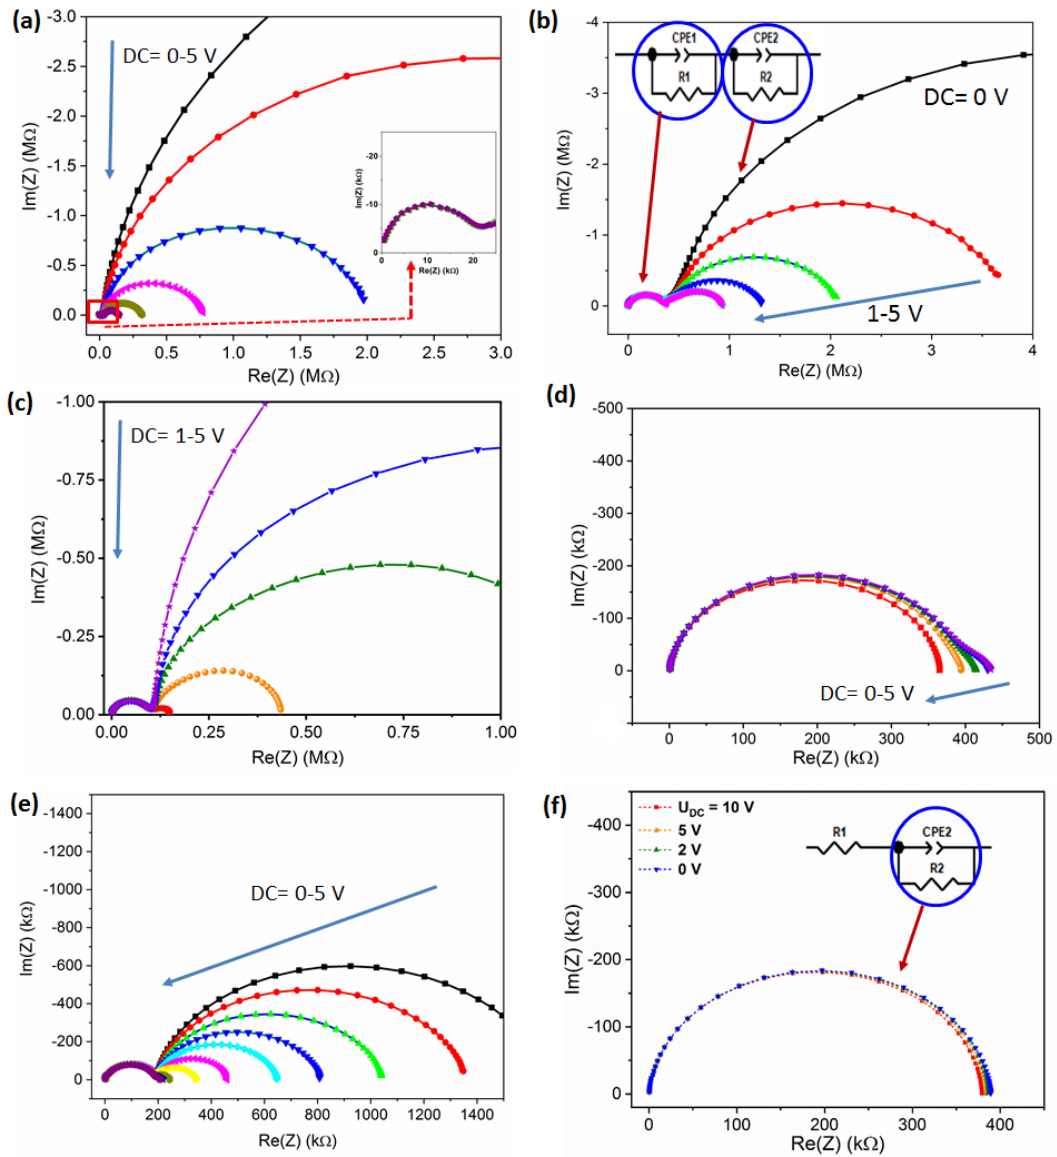 (a)
DC= 0-5 V
Im(Z) (MΩ)
-3.0
-2.5
-2.0
-1.5
-1.0
-0.5
0.0
0.0 0.5 1.0 1.5 2.0 2.5 3.0
Re(Z) (MΩ)
Im(Z) (kΩ)
-20
-10
0
0 10 20
Re(Z) (kΩ)
(b)
CPE1 CPE2
R1 R2
DC= 0 V
1-5 V
Im(Z) (MΩ)
-4
-3
-2
-1
0
0 1 2 3 4
Re(Z) (MΩ)
(c)
DC= 1-5 V
Im(Z) (MΩ)
-1.00
-0.75
-0.50
-0.25
0.00
0.00 0.25 0.50 0.75 1.00
Re(Z) (MΩ)
(d)
Im(Z) (kΩ)
-500
-400
-300
-200
-100
0
DC= 0-5 V
0 100 200 300 400 500
Re(Z) (kΩ)
(e)
DC= 0-5 V
Im(Z) (kΩ)
-1400
-1200
-1000
-800
-600
-400
-200
0
0 200 400 600 800 1000 1200 1400
Re(Z) (kΩ)
(f)
U_DC = 10 V
5 V
2 V
0 V
R1 CPE2
R2
Im(Z) (kΩ)
-400
-300
-200
-100
0
0 100 200 300 400
Re(Z) (kΩ)